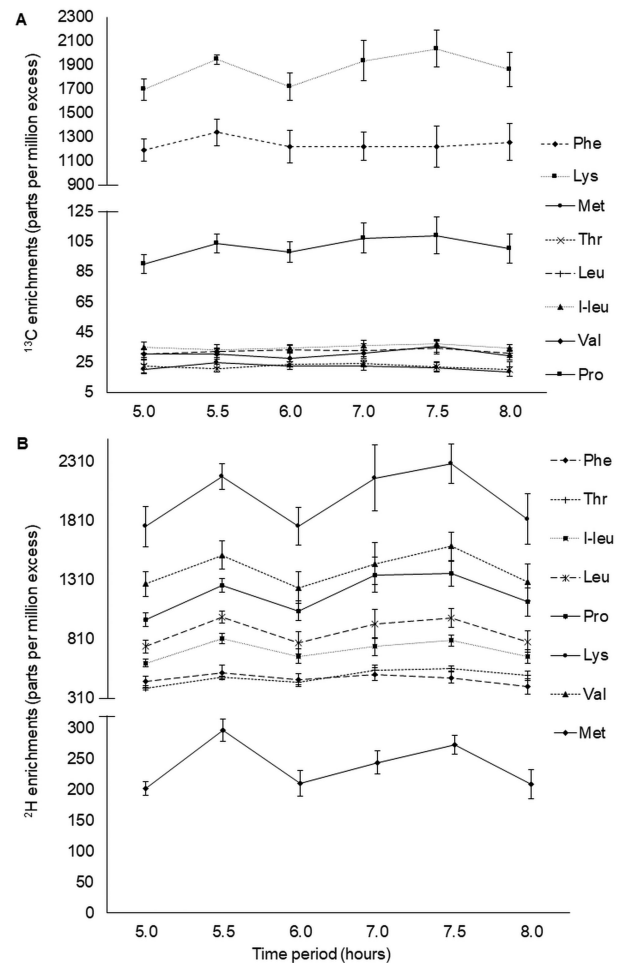 A
¹³C enrichments (parts per million excess)
2300
2100
1900
1700
1500
1300
1100
900
125
105
85
65
45
25
5
5.0 5.5 6.0 7.0 7.5 8.0
Phe
Lys
Met
Thr
Leu
I-leu
Val
Pro
B
²H enrichments (parts per million excess)
2310
1810
1310
810
310
300
250
200
150
100
50
0
5.0 5.5 6.0 7.0 7.5 8.0
Time period (hours)
Phe
Thr
I-leu
Leu
Pro
Lys
Val
Met